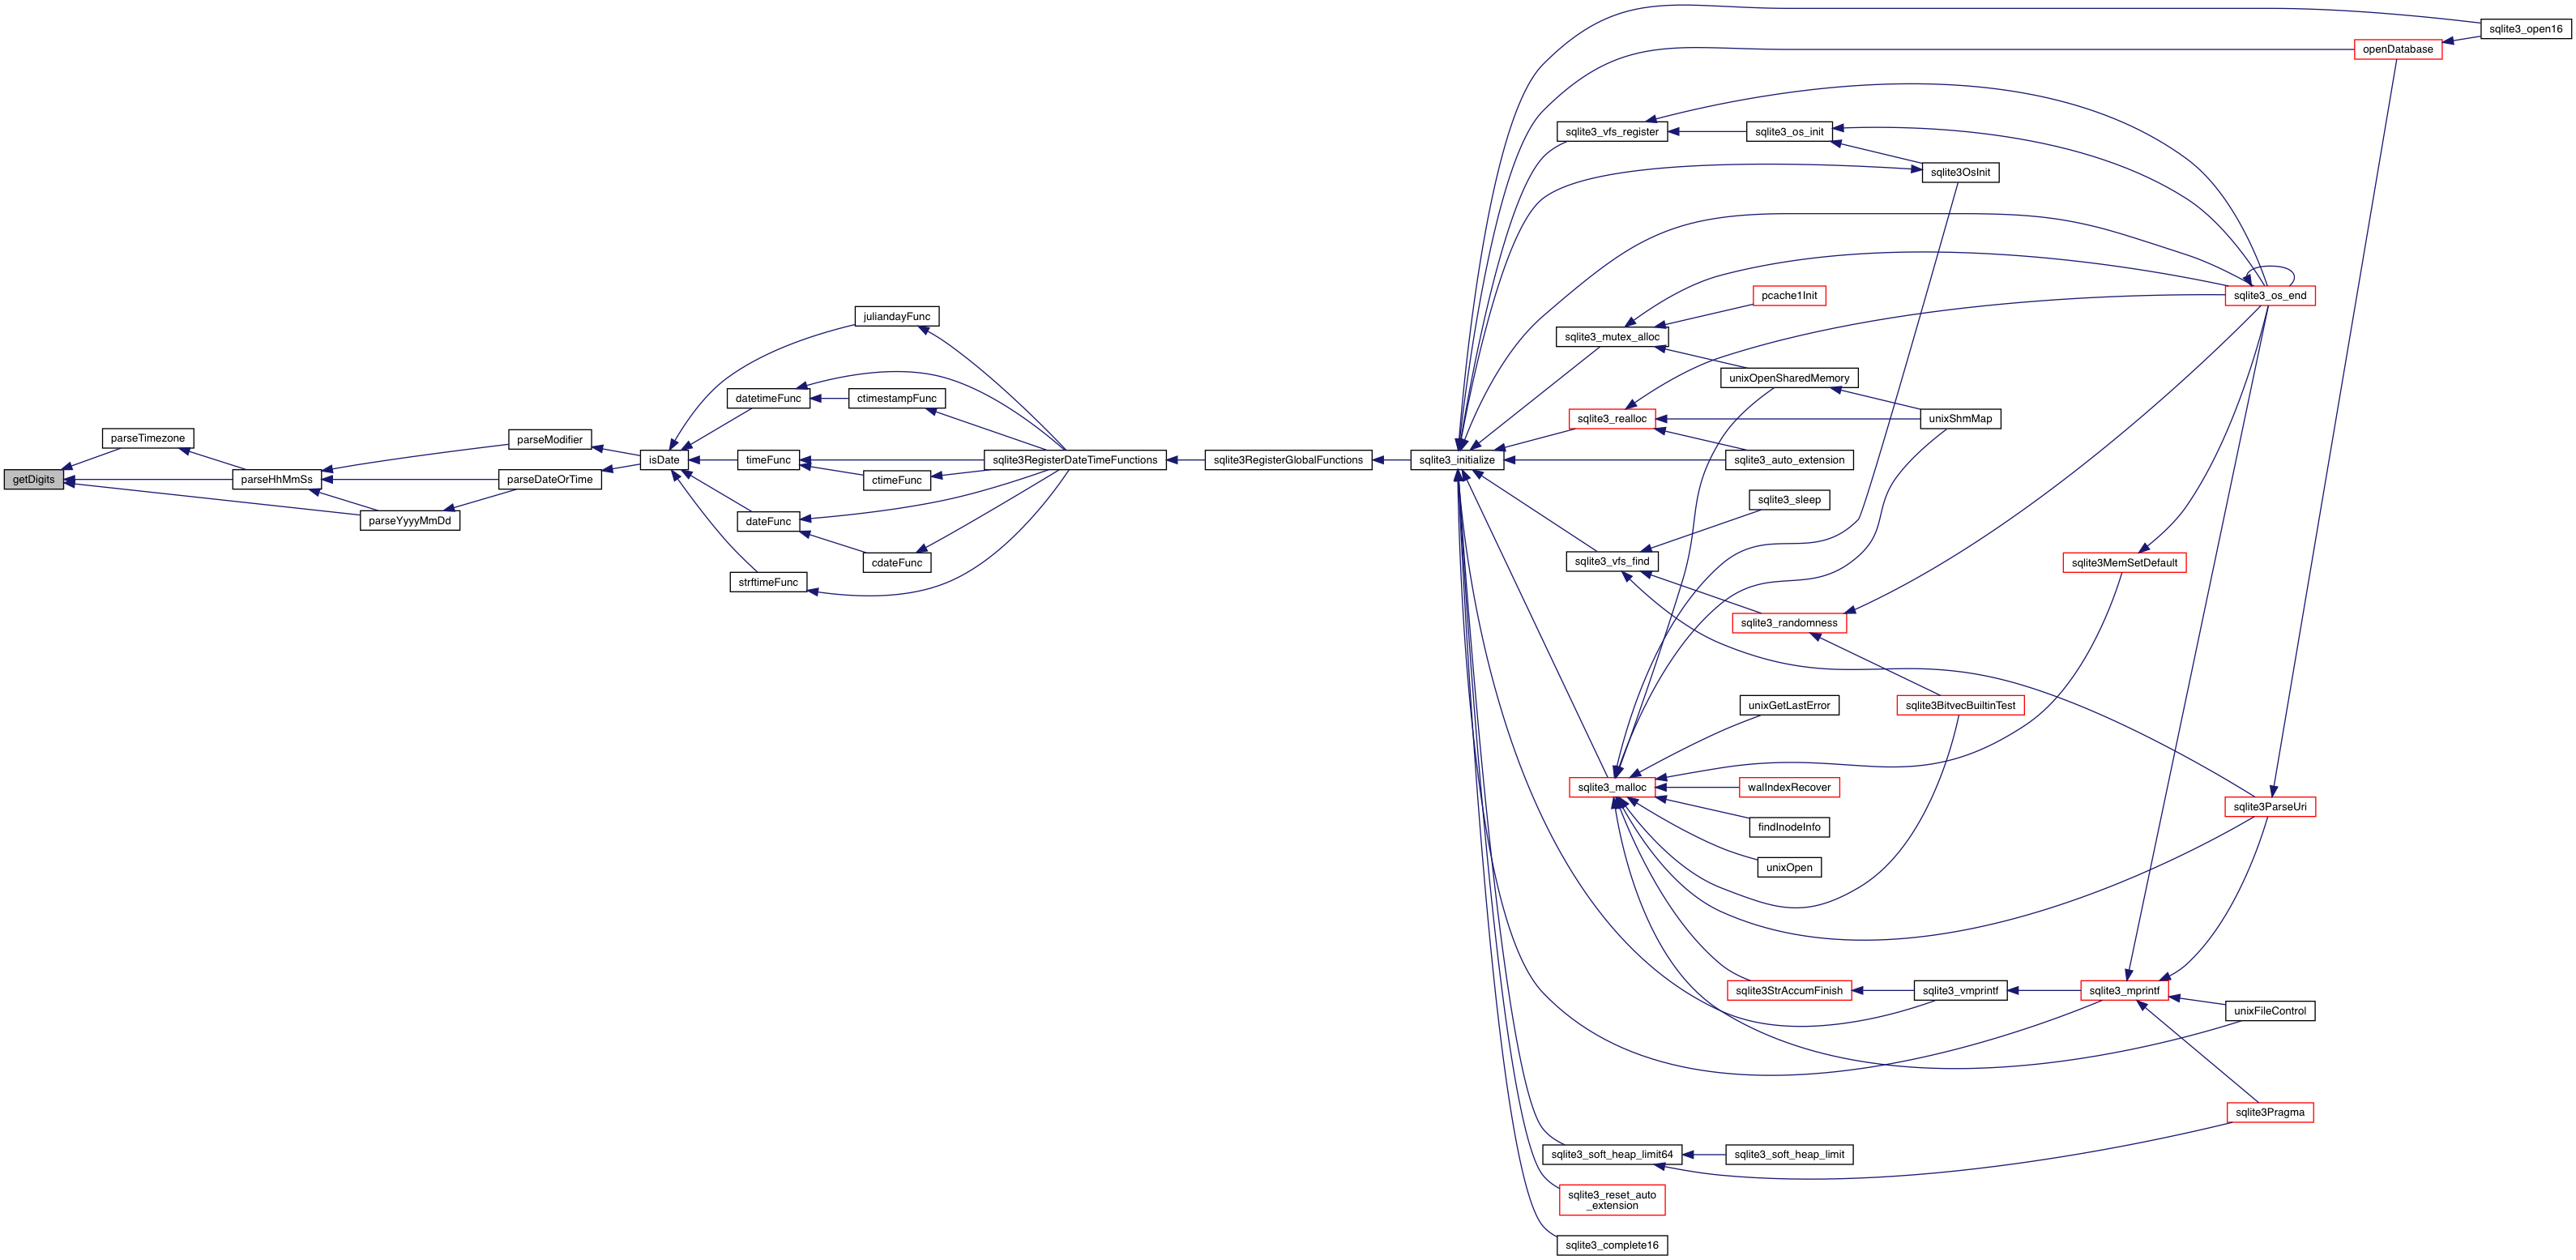 getDigits
parseTimezone
parseHhMmSs
parseYyyyMmDd
parseModifier
parseDateOrTime
isDate
juliandayFunc
datetimeFunc
ctimestampFunc
timeFunc
ctimeFunc
dateFunc
cdateFunc
strftimeFunc
sqlite3RegisterDateTimeFunctions
sqlite3RegisterGlobalFunctions
sqlite3_initialize
sqlite3_open16
openDatabase
sqlite3_vfs_register
sqlite3_os_init
sqlite3OsInit
sqlite3_os_end
pcache1Init
sqlite3_mutex_alloc
unixOpenSharedMemory
sqlite3_realloc
unixShmMap
sqlite3_auto_extension
sqlite3_sleep
sqlite3_vfs_find
sqlite3MemSetDefault
sqlite3_randomness
unixGetLastError
sqlite3BitvecBuiltinTest
sqlite3_malloc
walIndexRecover
sqlite3ParseUri
findInodeInfo
unixOpen
sqlite3StrAccumFinish
sqlite3_vmprintf
sqlite3_mprintf
unixFileControl
sqlite3Pragma
sqlite3_soft_heap_limit64
sqlite3_soft_heap_limit
sqlite3_reset_auto
_extension
sqlite3_complete16